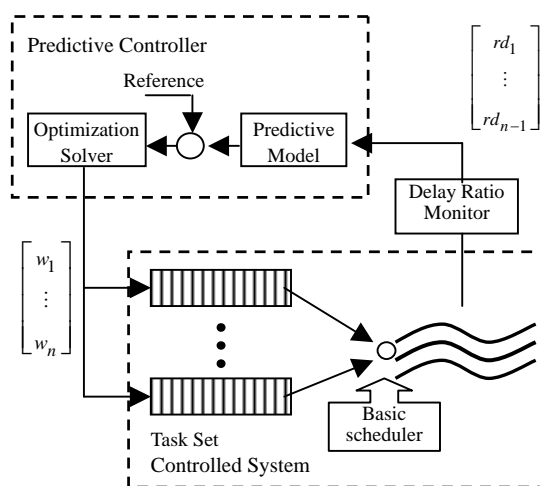 Predictive Controller
Reference
Optimization
Solver
Predictive
Model
rd₁
⋮
rdₙ₋₁
Delay Ratio
Monitor
w₁
⋮
wₙ
Basic
scheduler
Task Set
Controlled System